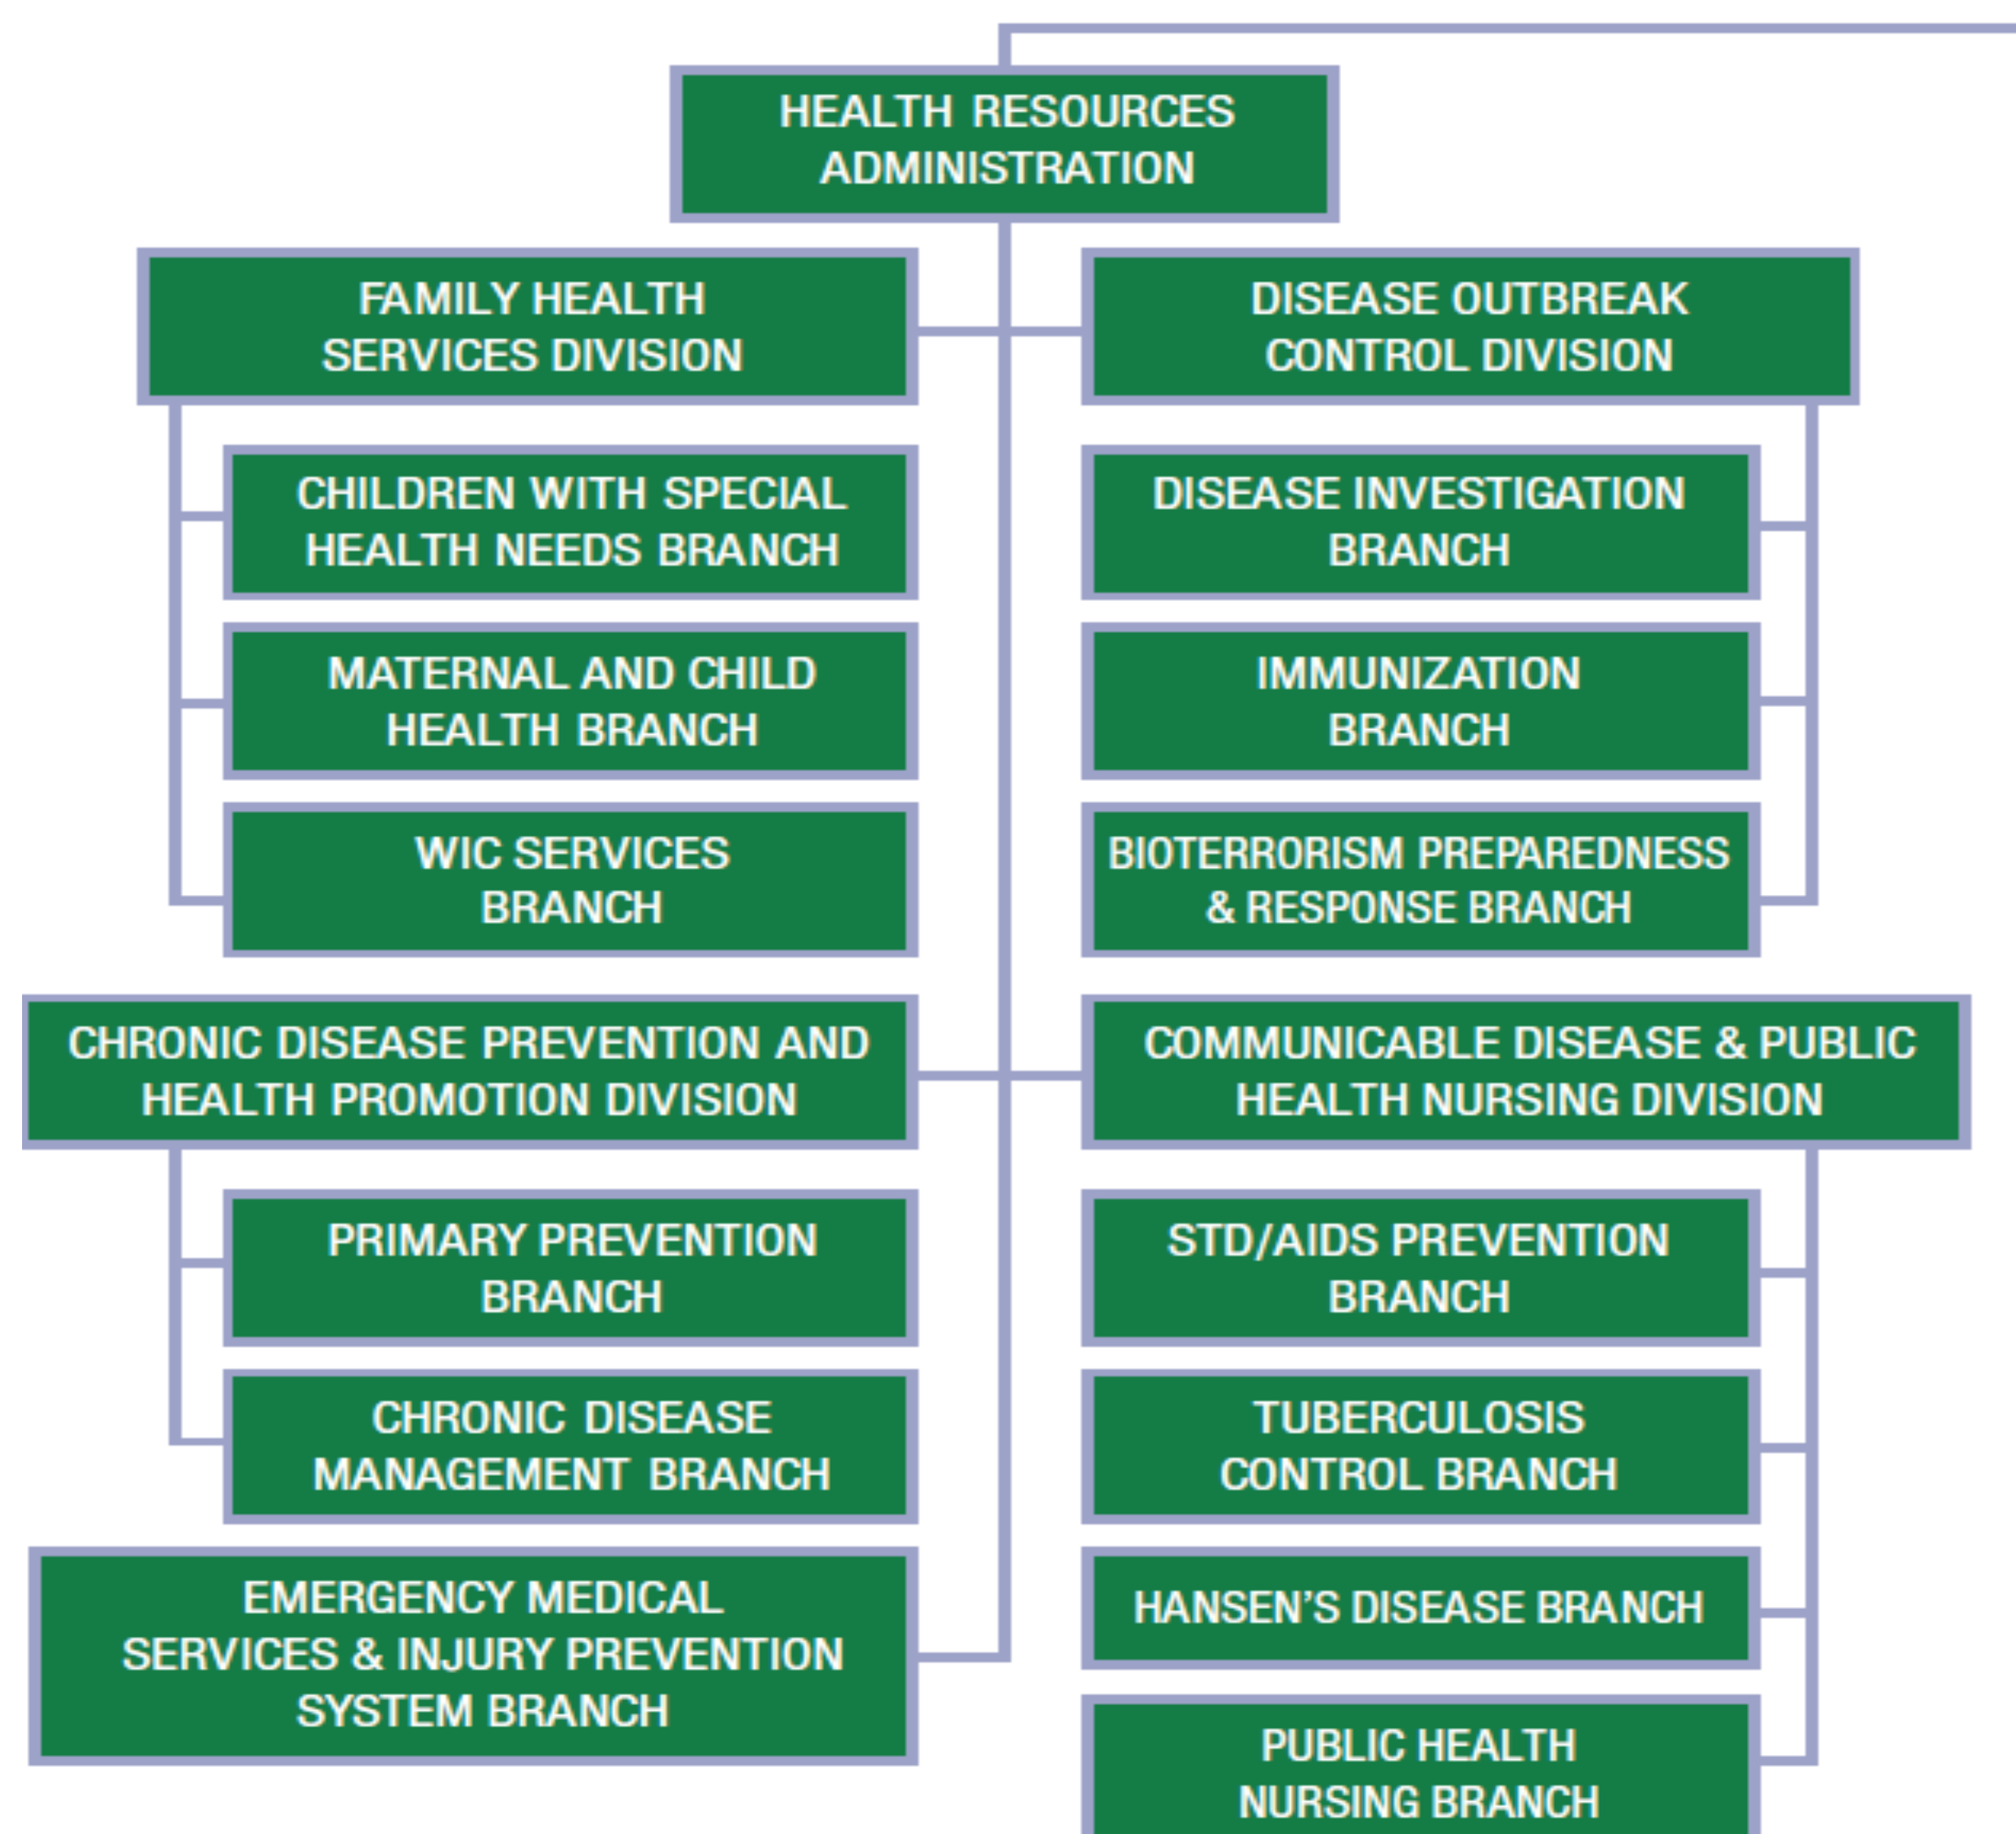 HEALTH RESOURCES
ADMINISTRATION
FAMILY HEALTH
SERVICES DIVISION
CHILDREN WITH SPECIAL
HEALTH NEEDS BRANCH
MATERNAL AND CHILD
HEALTH BRANCH
WIC SERVICES
BRANCH
DISEASE OUTBREAK
CONTROL DIVISION
DISEASE INVESTIGATION
BRANCH
IMMUNIZATION
BRANCH
BIOTERRORISM PREPAREDNESS
& RESPONSE BRANCH
CHRONIC DISEASE PREVENTION AND
HEALTH PROMOTION DIVISION
PRIMARY PREVENTION
BRANCH
CHRONIC DISEASE
MANAGEMENT BRANCH
EMERGENCY MEDICAL
SERVICES & INJURY PREVENTION
SYSTEM BRANCH
COMMUNICABLE DISEASE & PUBLIC
HEALTH NURSING DIVISION
STD/AIDS PREVENTION
BRANCH
TUBERCULOSIS
CONTROL BRANCH
HANSEN’S DISEASE BRANCH
PUBLIC HEALTH
NURSING BRANCH